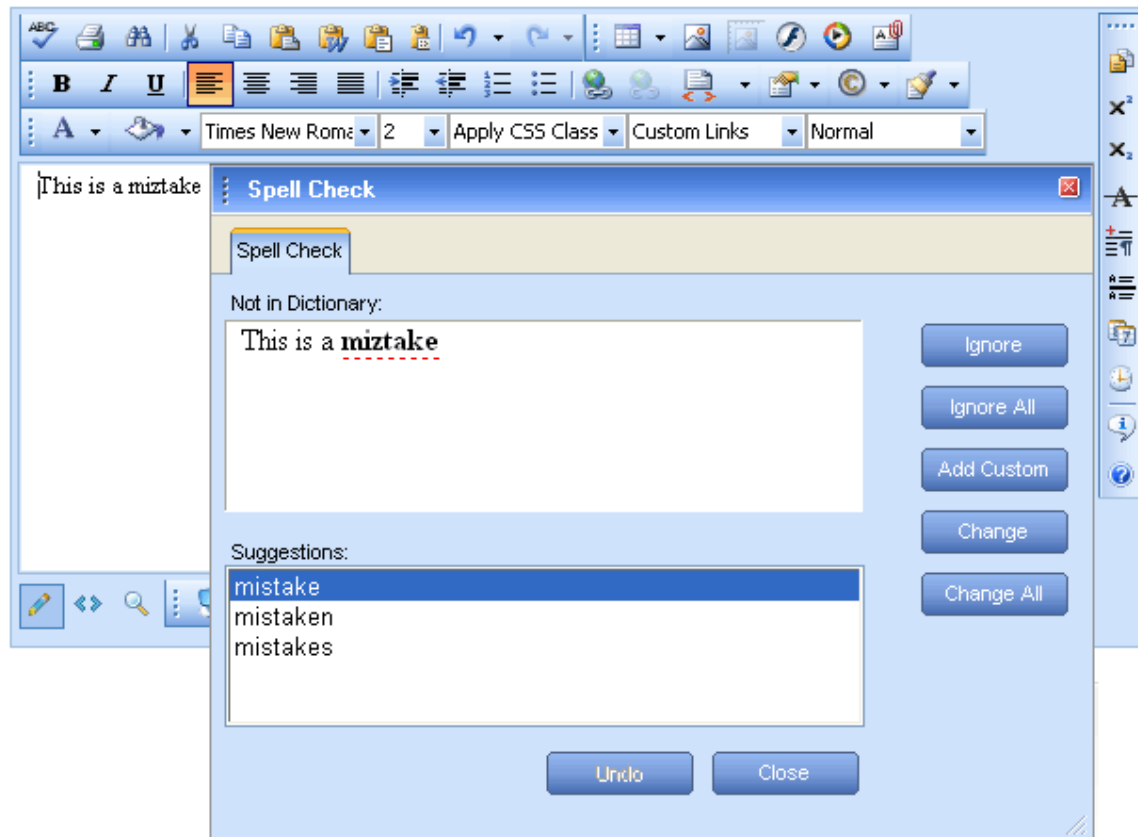 ABC
B I U
A Times New Roma 2 Apply CSS Class Custom Links Normal
This is a miztake
Spell Check
Spell Check
Not in Dictionary:
This is a miztake
Ignore
Ignore All
Add Custom
Change
Change All
Suggestions:
mistake
mistaken
mistakes
Undo
Close